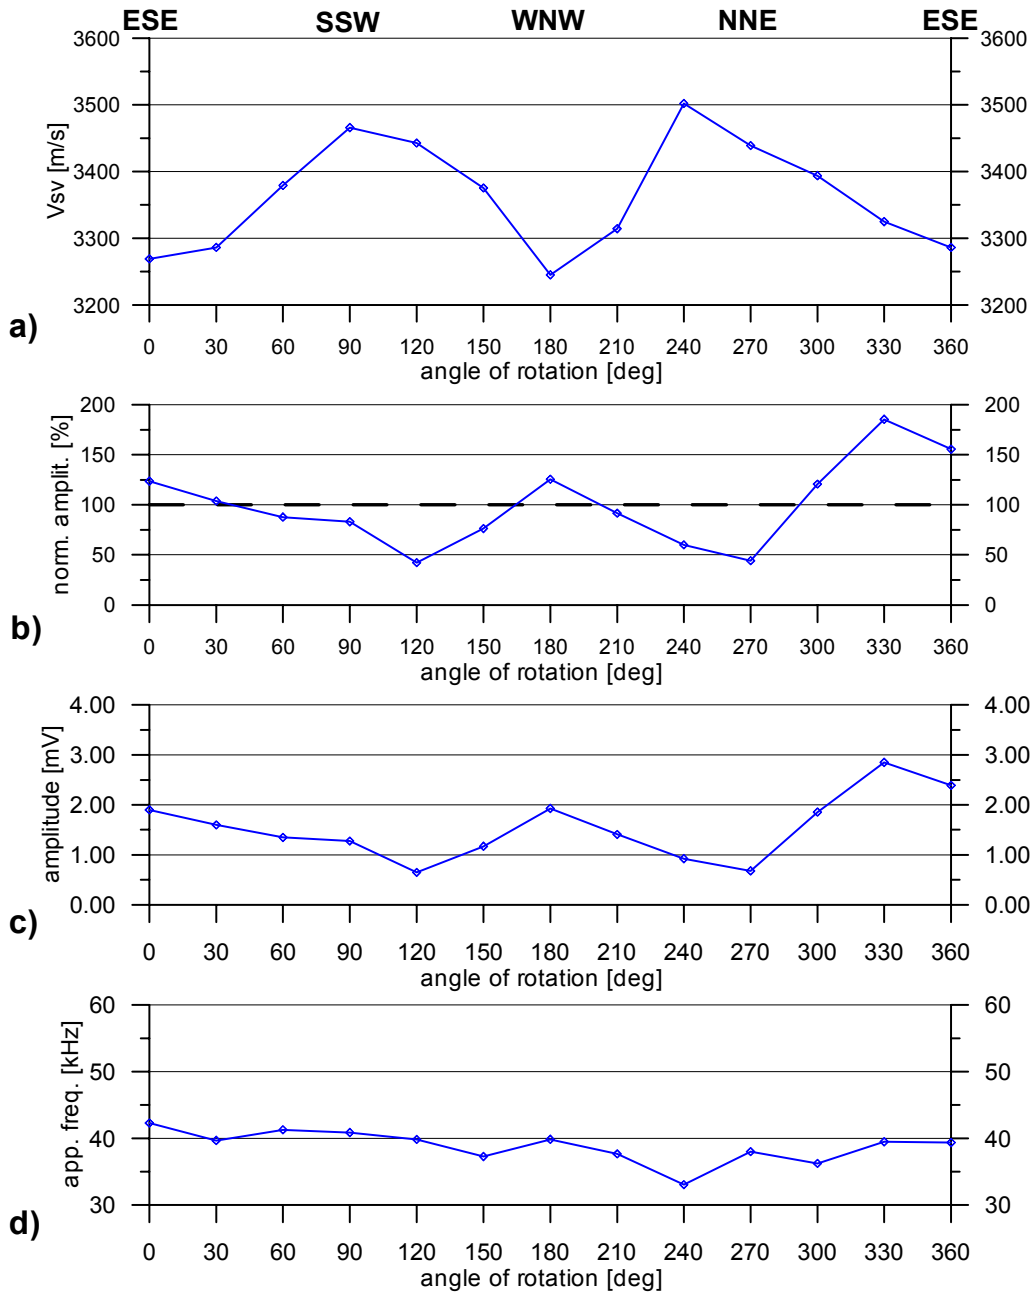 ESE SSW WNW NNE ESE
3600 3600
3500 3500
3400 3400
3300 3300
3200 3200
Vsv [m/s]
a)
0 30 60 90 120 150 180 210 240 270 300 330 360
angle of rotation [deg]
200 200
150 150
100 100
50 50
0 0
norm. amplit. [%]
b)
0 30 60 90 120 150 180 210 240 270 300 330 360
angle of rotation [deg]
4.00 4.00
3.00 3.00
2.00 2.00
1.00 1.00
0.00 0.00
amplitude [mV]
c)
0 30 60 90 120 150 180 210 240 270 300 330 360
angle of rotation [deg]
60 60
50 50
40 40
30 30
app. freq. [kHz]
d)
0 30 60 90 120 150 180 210 240 270 300 330 360
angle of rotation [deg]